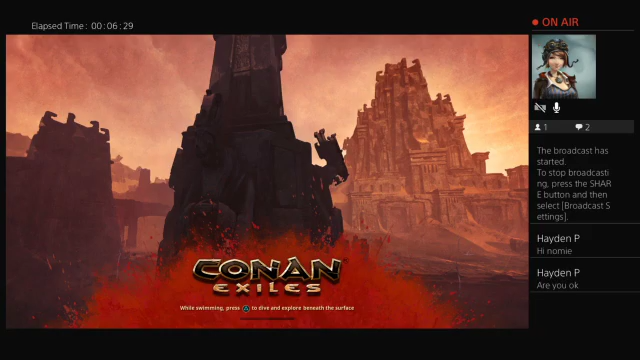 Elapsed Time : 00:06:29
ON AIR
1
2
The broadcast has
started.
To stop broadcasti
ng, press the SHAR
E button and then
select [Broadcast S
ettings].
Hayden P
Hi nomie
Hayden P
Are you ok
CONAN
EXILES
While swimming, press to dive and explore beneath the surface